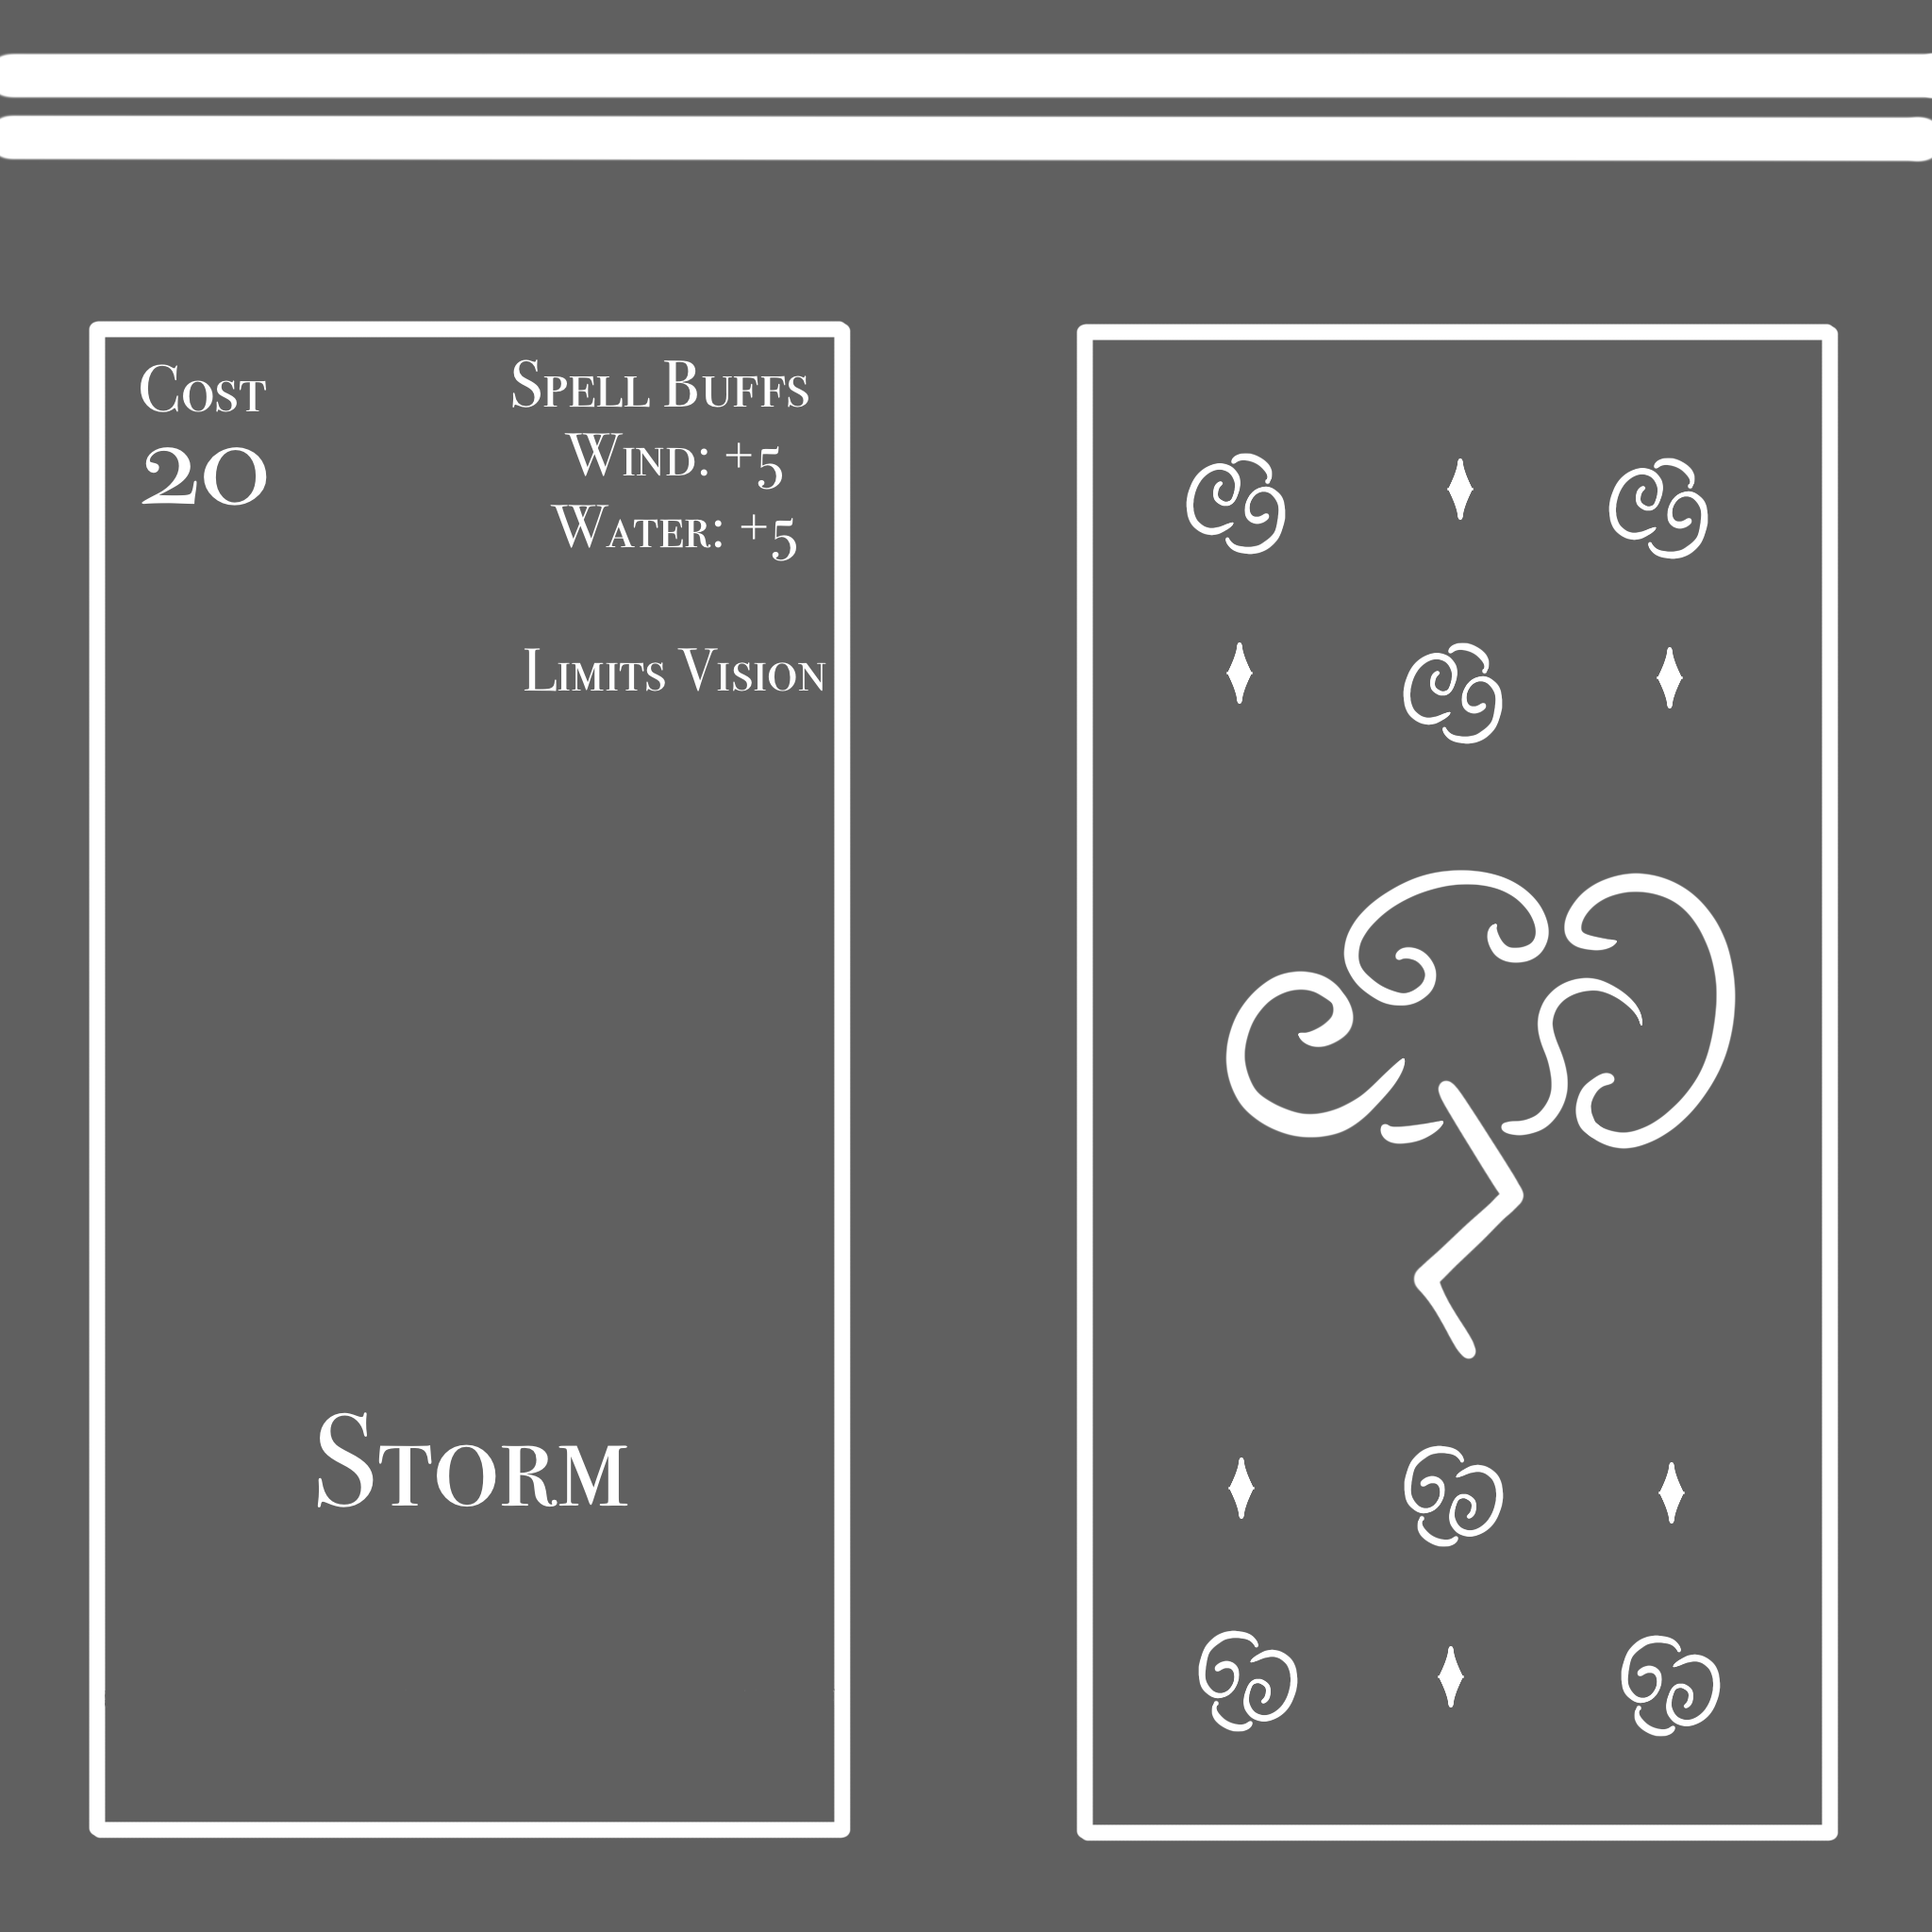 Cost
20
Spell Buffs
Wind: +5
Water: +5
Limits Vision
Storm